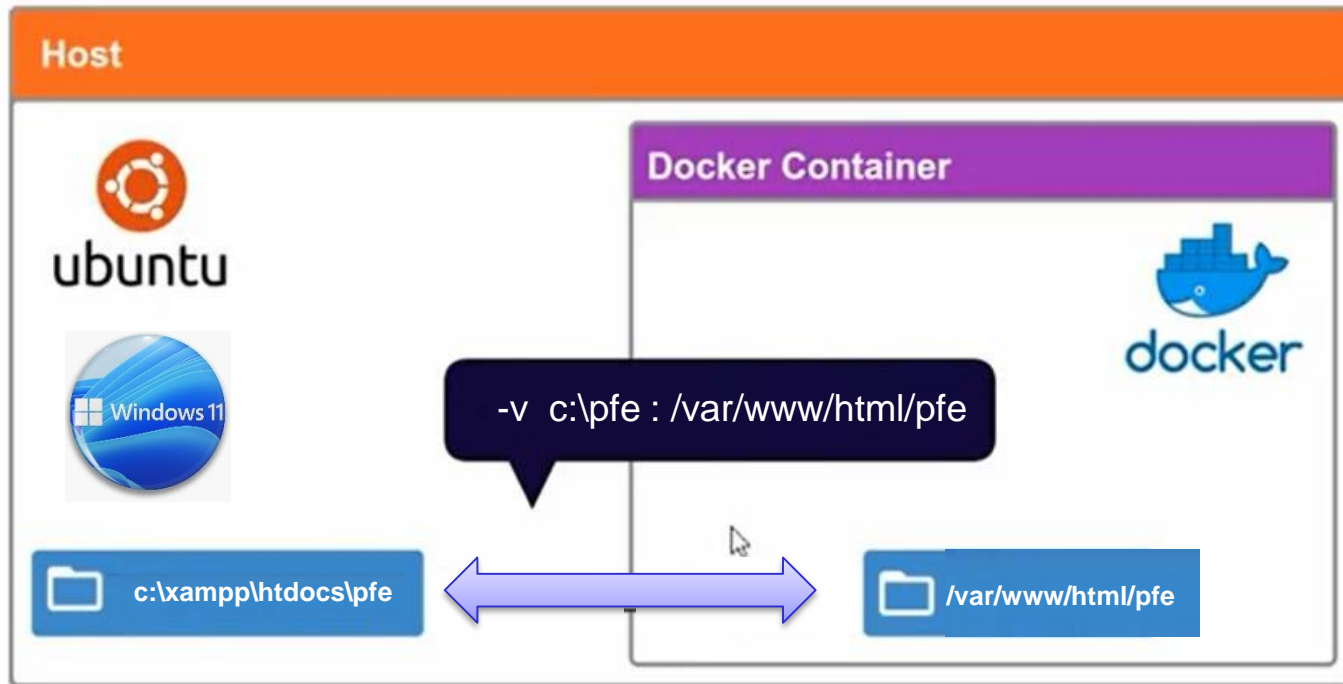 Host
ubuntu
Windows 11
Docker Container
docker
-v c:\pfe : /var/www/html/pfe
c:\xampp\htdocs\pfe
/var/www/html/pfe